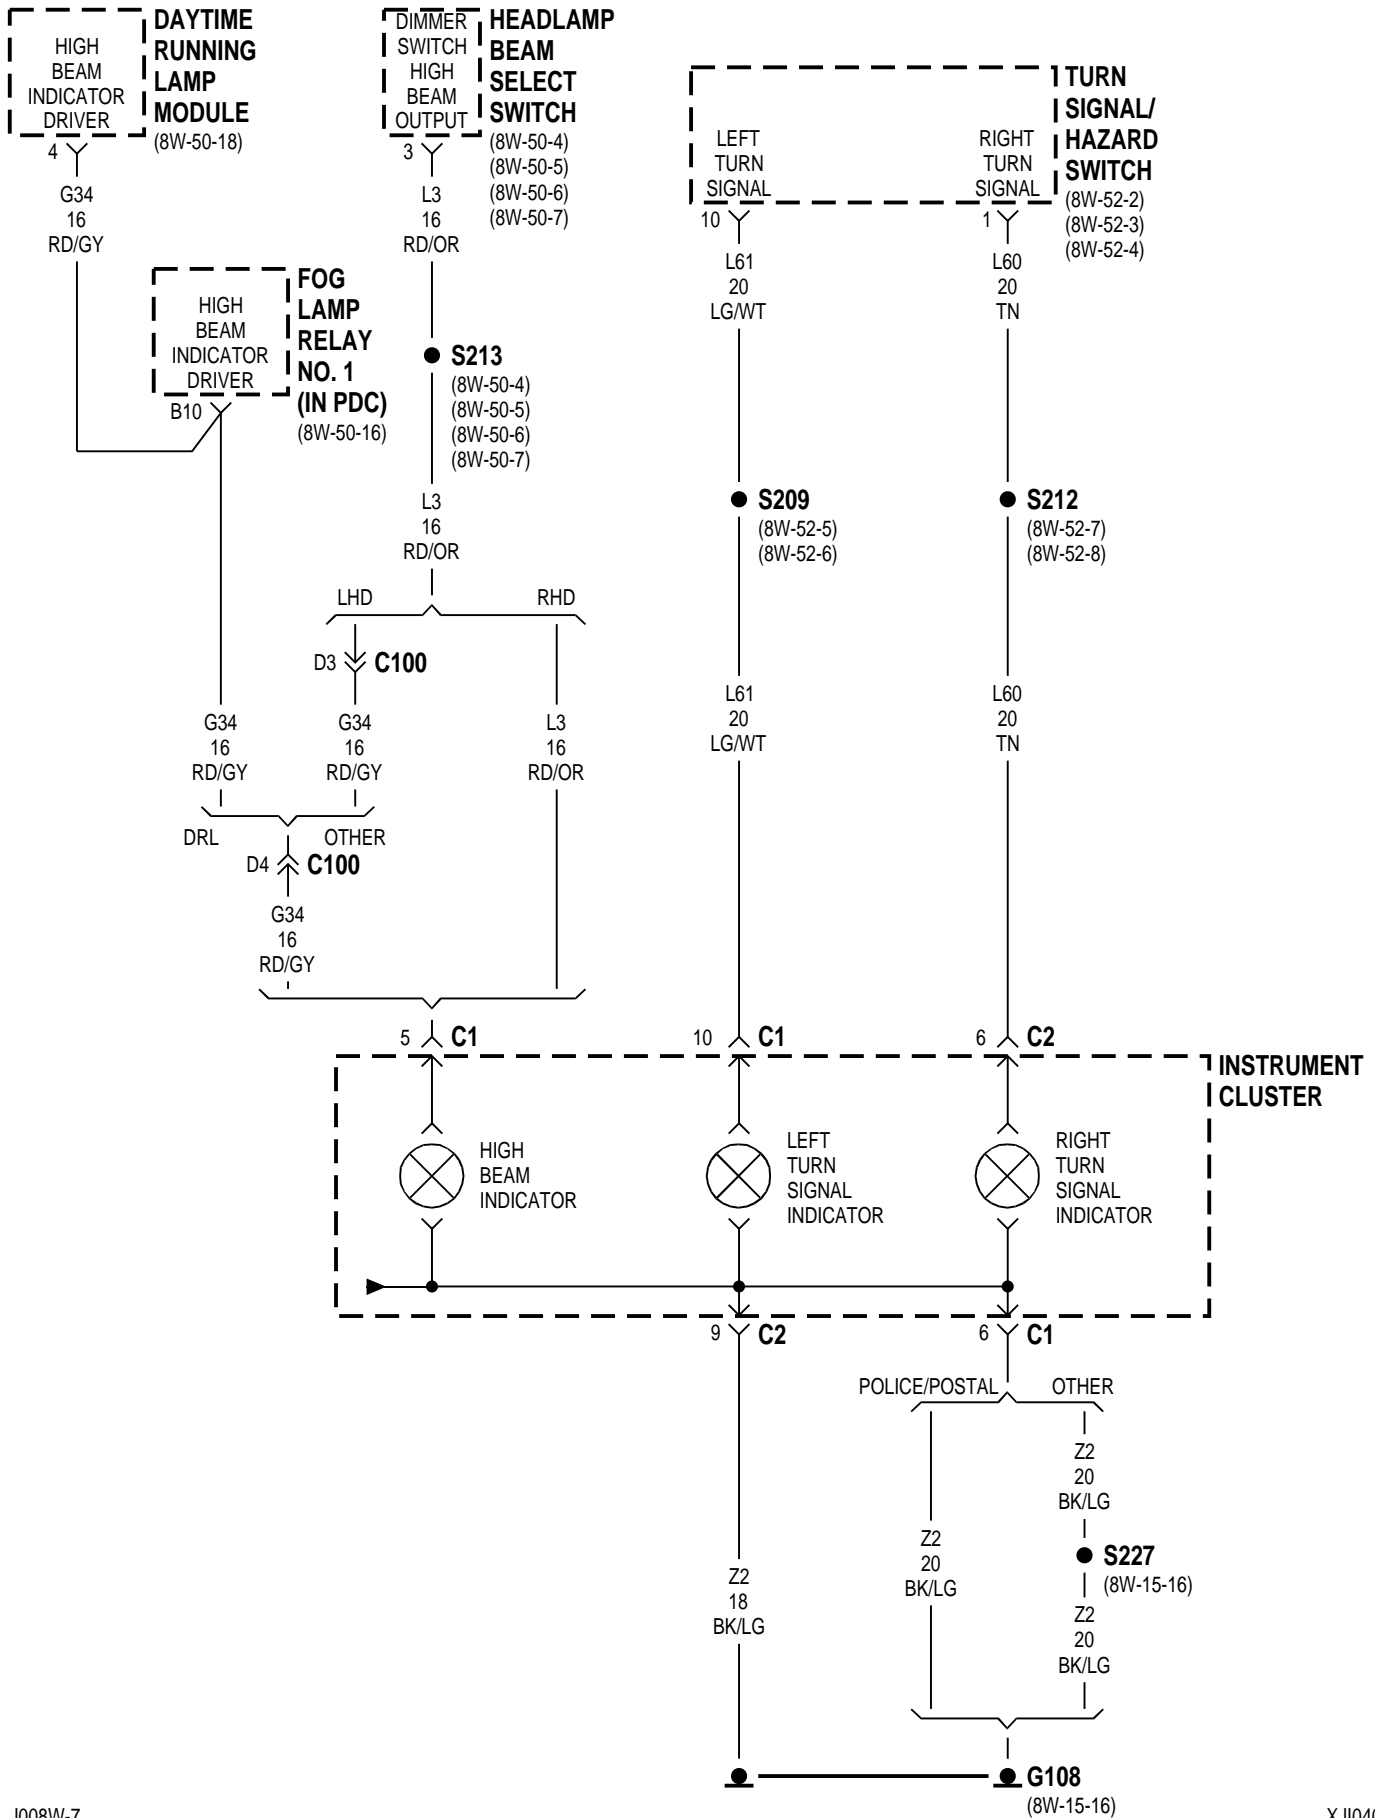 HIGH
BEAM
INDICATOR
DRIVER
DAYTIME
RUNNING
LAMP
MODULE
(8W-50-18)
4
G34
16
RD/GY
DIMMER
SWITCH
HIGH
BEAM
OUTPUT
HEADLAMP
BEAM
SELECT
SWITCH
(8W-50-4)
(8W-50-5)
(8W-50-6)
(8W-50-7)
3
L3
16
RD/OR
LEFT
TURN
SIGNAL
RIGHT
TURN
SIGNAL
TURN
SIGNAL/
HAZARD
SWITCH
(8W-52-2)
(8W-52-3)
(8W-52-4)
10
L61
20
LG/WT
1
L60
20
TN
HIGH
BEAM
INDICATOR
DRIVER
FOG
LAMP
RELAY
NO. 1
(IN PDC)
(8W-50-16)
B10
S213
(8W-50-4)
(8W-50-5)
(8W-50-6)
(8W-50-7)
L3
16
RD/OR
S209
(8W-52-5)
(8W-52-6)
S212
(8W-52-7)
(8W-52-8)
LHD
RHD
D3
C100
G34
16
RD/GY
G34
16
RD/GY
L3
16
RD/OR
L61
20
LG/WT
L60
20
TN
DRL
OTHER
D4
C100
G34
16
RD/GY
5
C1
10
C1
6
C2
INSTRUMENT
CLUSTER
HIGH
BEAM
INDICATOR
LEFT
TURN
SIGNAL
INDICATOR
RIGHT
TURN
SIGNAL
INDICATOR
9
C2
6
C1
POLICE/POSTAL
OTHER
Z2
20
BK/LG
S227
(8W-15-16)
Z2
20
BK/LG
Z2
20
BK/LG
Z2
18
BK/LG
G108
(8W-15-16)